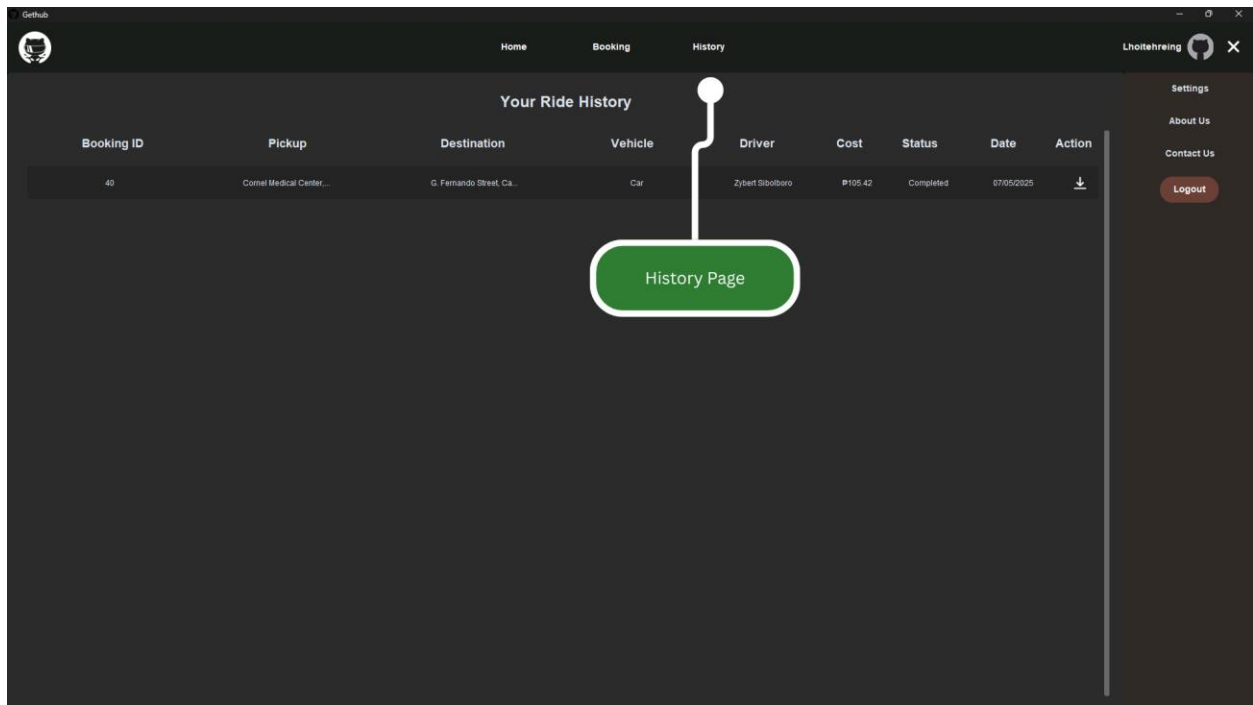 Gethub
Home Booking History Lhoitehreing
Settings
Your Ride History
About Us
Booking ID Pickup Destination Vehicle Driver Cost Status Date Action
Contact Us
40 Cornel Medical Center,... G. Fernando Street, Ca... Car Zybert Sibolboro ₱105.42 Completed 07/05/2025
Logout
History Page